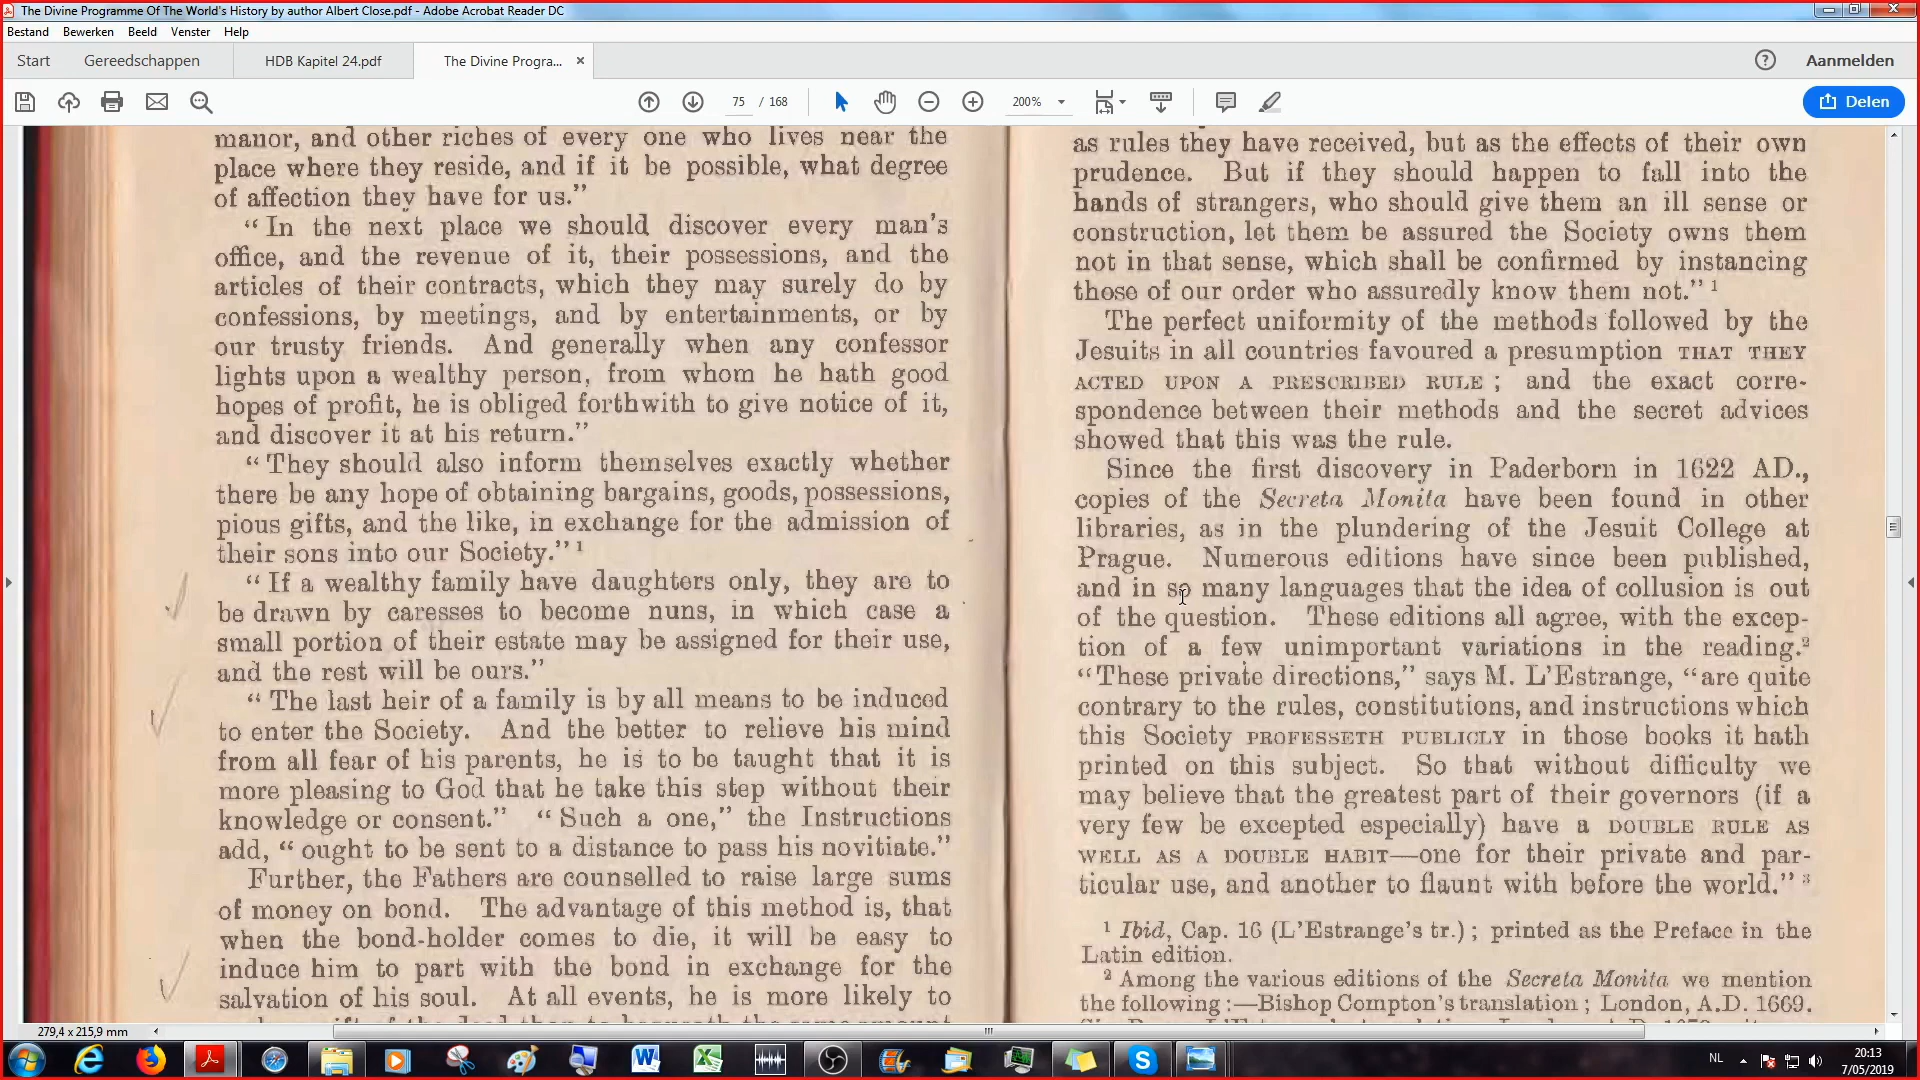 The Divine Programme Of The World's History by author Albert Close.pdf - Adobe Acrobat Reader DC
Bestand Bewerken Beeld Venster Help
Start Gereedschappen HDB Kapitel 24.pdf The Divine Progra... × Aanmelden
75 / 168 200% Delen
manor, and other riches of every one who lives near the
place where they reside, and if it be possible, what degree
of affection they have for us."
"In the next place we should discover every man's
office, and the revenue of it, their possessions, and the
articles of their contracts, which they may surely do by
confessions, by meetings, and by entertainments, or by
our trusty friends. And generally when any confessor
lights upon a wealthy person, from whom he hath good
hopes of profit, he is obliged forthwith to give notice of it,
and discover it at his return."
"They should also inform themselves exactly whether
there be any hope of obtaining bargains, goods, possessions,
pious gifts, and the like, in exchange for the admission of
their sons into our Society." 1
"If a wealthy family have daughters only, they are to
be drawn by caresses to become nuns, in which case a
small portion of their estate may be assigned for their use,
and the rest will be ours."
"The last heir of a family is by all means to be induced
to enter the Society. And the better to relieve his mind
from all fear of his parents, he is to be taught that it is
more pleasing to God that he take this step without their
knowledge or consent." "Such a one," the Instructions
add, "ought to be sent to a distance to pass his novitiate."
Further, the Fathers are counselled to raise large sums
of money on bond. The advantage of this method is, that
when the bond-holder comes to die, it will be easy to
induce him to part with the bond in exchange for the
salvation of his soul. At all events, he is more likely to
as rules they have received, but as the effects of their own
prudence. But if they should happen to fall into the
hands of strangers, who should give them an ill sense or
construction, let them be assured the Society owns them
not in that sense, which shall be confirmed by instancing
those of our order who assuredly know them not." 1
The perfect uniformity of the methods followed by the
Jesuits in all countries favoured a presumption THAT THEY
ACTED UPON A PRESCRIBED RULE ; and the exact corre-
spondence between their methods and the secret advices
showed that this was the rule.
Since the first discovery in Paderborn in 1622 AD.,
copies of the Secreta Monita have been found in other
libraries, as in the plundering of the Jesuit College at
Prague. Numerous editions have since been published,
and in so many languages that the idea of collusion is out
of the question. These editions all agree, with the excep-
tion of a few unimportant variations in the reading.2
"These private directions," says M. L'Estrange, "are quite
contrary to the rules, constitutions, and instructions which
this Society PROFESSETH PUBLICLY in those books it hath
printed on this subject. So that without difficulty we
may believe that the greatest part of their governors (if a
very few be excepted especially) have a DOUBLE RULE AS
WELL AS A DOUBLE HABIT—one for their private and par-
ticular use, and another to flaunt with before the world." 3
1 Ibid, Cap. 16 (L'Estrange's tr.) ; printed as the Preface in the
Latin edition.
2 Among the various editions of the Secreta Monita we mention
the following :—Bishop Compton's translation ; London, A.D. 1669.
279,4 x 215,9 mm
NL
20:13
7/05/2019